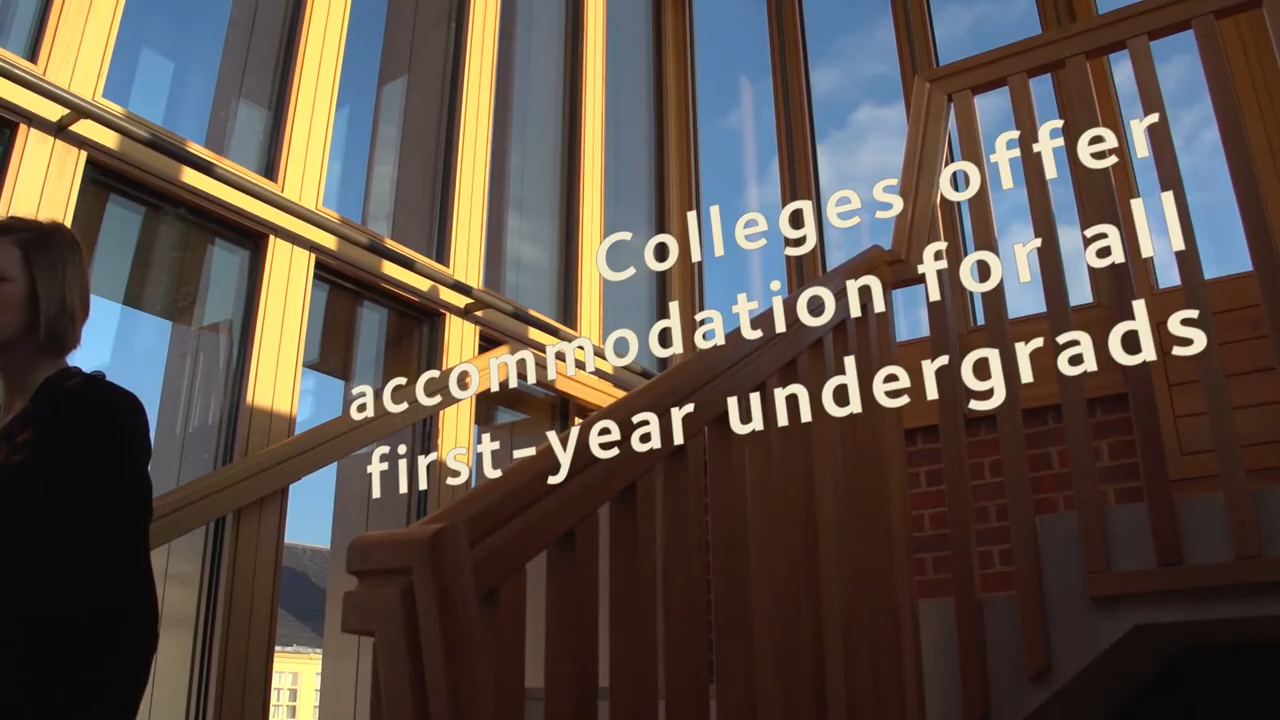 Colleges offer
accommodation for all
first-year undergrads